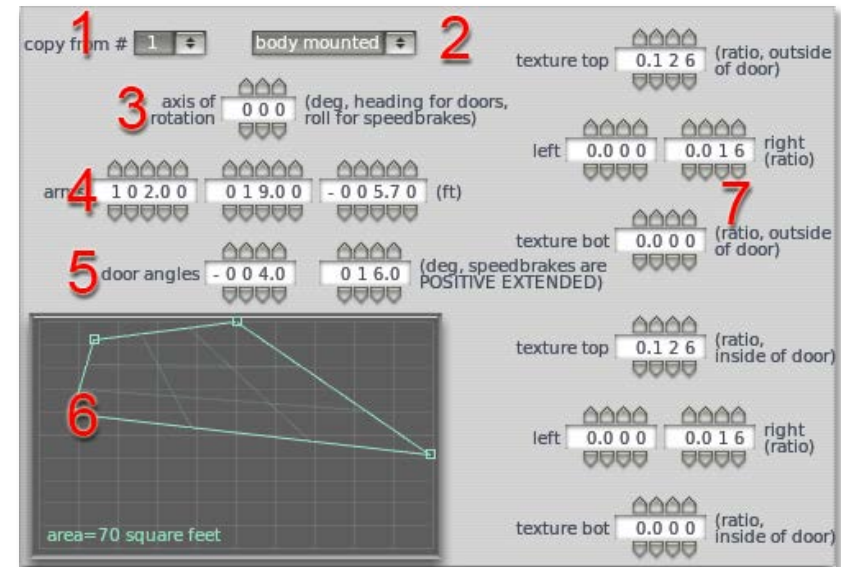 1
copy from # 1
body mounted
2
3
axis of
rotation
0 0 0
(deg, heading for doors,
roll for speedbrakes)
4
1 0 2.0 0
0 1 9.0 0
- 0 0 5.7 0
(ft)
5
door angles
- 0 0 4.0
0 1 6.0
(deg, speedbrakes are
POSITIVE EXTENDED)
6
area=70 square feet
texture top
0.1 2 6
(ratio, outside
of door)
left
0.0 0 0
0.0 1 6
right
(ratio)
7
texture bot
0.0 0 0
(ratio, outside
of door)
texture top
0.1 2 6
(ratio,
inside of door)
left
0.0 0 0
0.0 1 6
right
(ratio)
texture bot
0.0 0 0
(ratio,
inside of door)